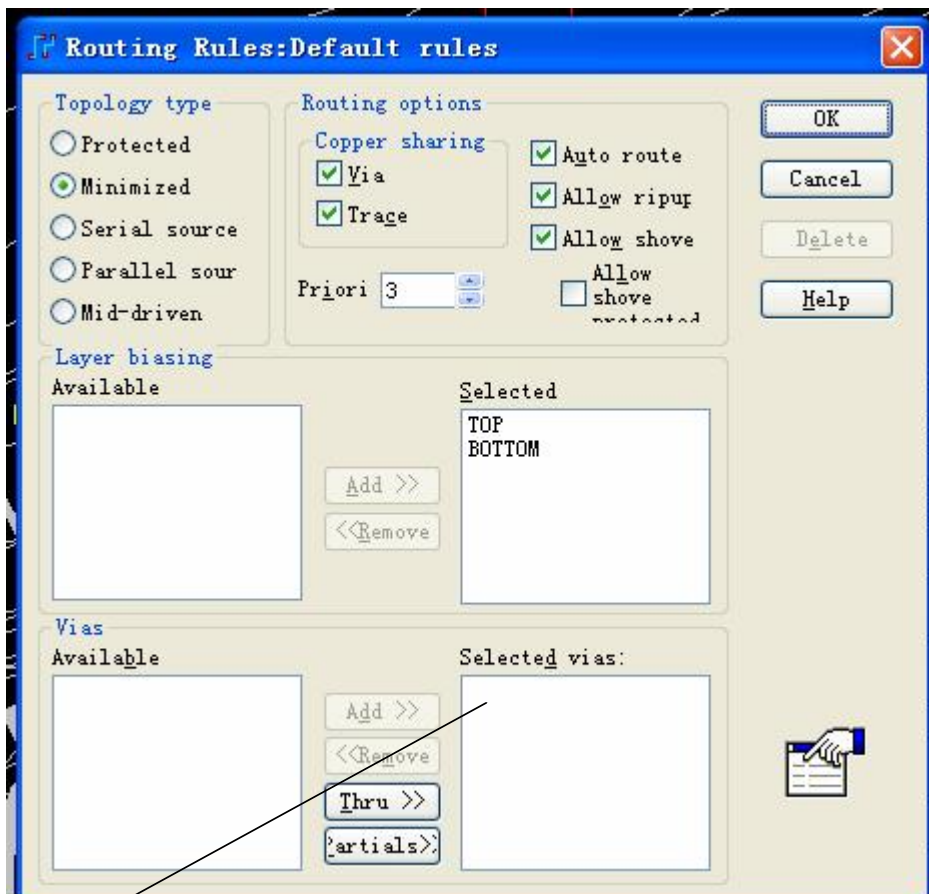 Routing Rules:Default rules
Topology type
Protected
Minimized
Serial source
Parallel sour
Mid-driven
Routing options
Copper sharing
Via
Trace
Auto route
Allow ripup
Allow shove
Allow
shove
protected
Priori 3
OK
Cancel
Delete
Help
Layer biasing
Available
Add >>
<<Remove
Selected
TOP
BOTTOM
Vias
Available
Add >>
<<Remove
Thru >>
Partials>>
Selected vias: